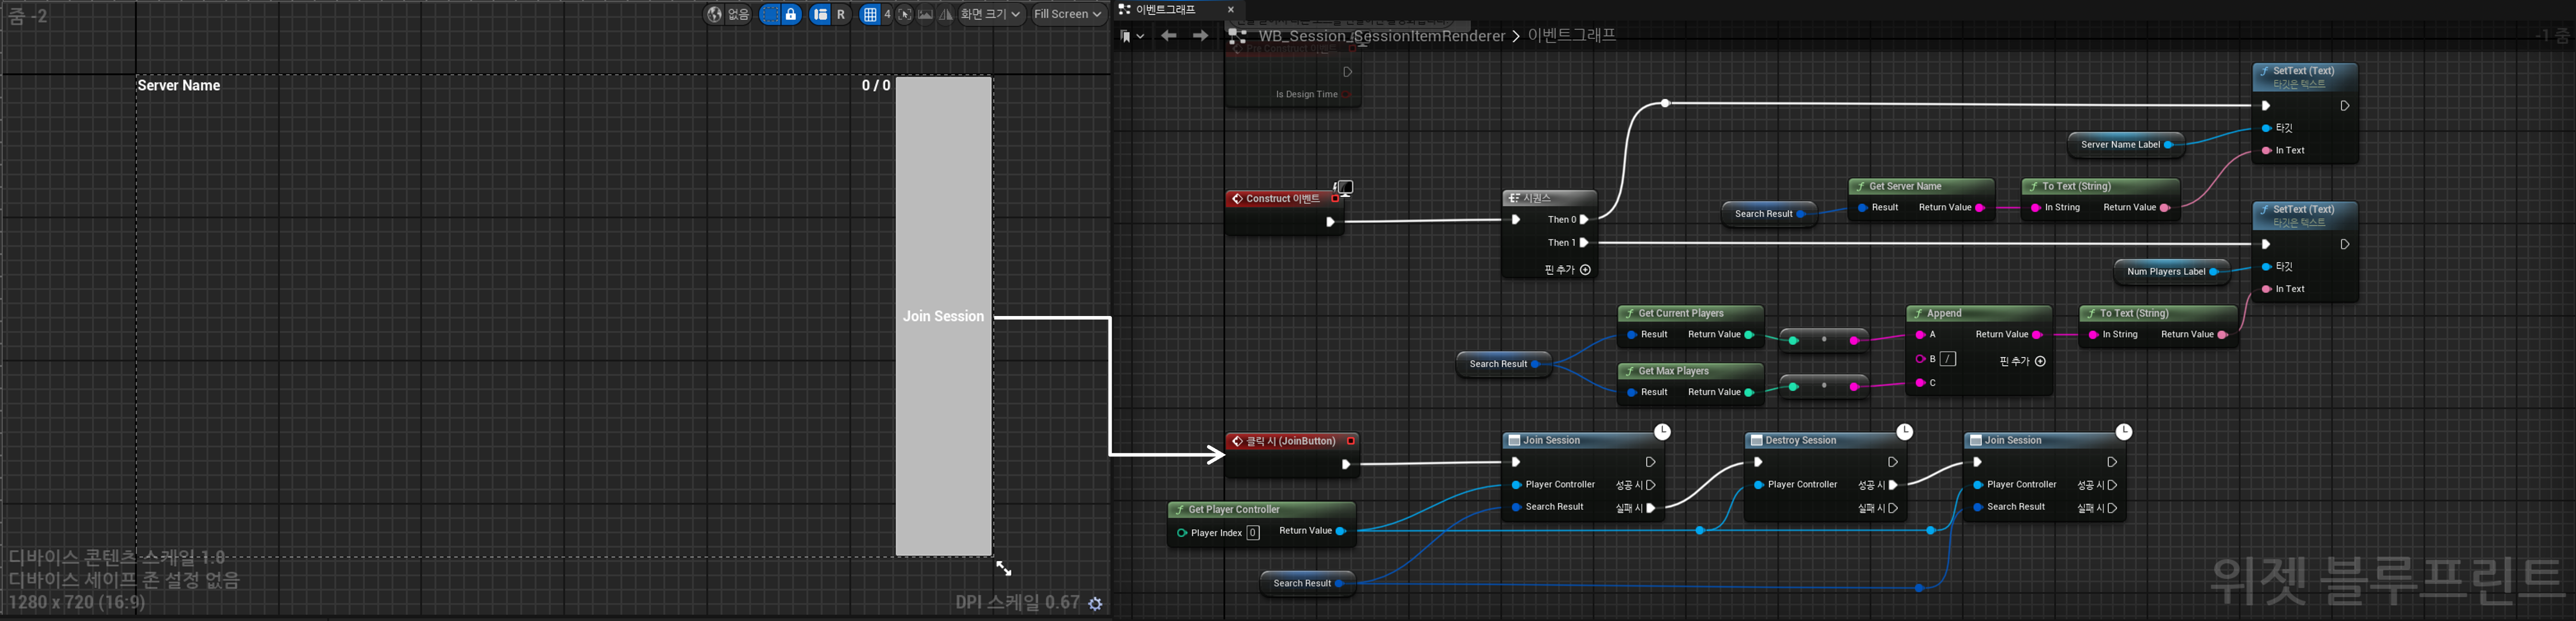 줌 -2
없음
R
4
화면 크기
Fill Screen
Server Name
0 / 0
Join Session
디바이스 콘텐츠 스케일 1.0
디바이스 세이프 존 설정 없음
1280 x 720 (16:9)
DPI 스케일 0.67
이벤트그래프
WB_Session_SessionItemRenderer > 이벤트그래프
-1 줌
Pre Construct 이벤트
Is Design Time
Construct 이벤트
시퀀스
Then 0
Then 1
핀 추가
SetText (Text)
타깃은 텍스트
타깃
In Text
Server Name Label
Search Result
Get Server Name
Result
Return Value
To Text (String)
In String
Return Value
SetText (Text)
타깃은 텍스트
타깃
In Text
Num Players Label
Search Result
Get Current Players
Result
Return Value
Get Max Players
Result
Return Value
Append
A
Return Value
B /
핀 추가
C
To Text (String)
In String
Return Value
클릭 시 (JoinButton)
Get Player Controller
Player Index 0
Return Value
Search Result
Join Session
Player Controller
성공 시
Search Result
실패 시
Destroy Session
Player Controller
성공 시
실패 시
Join Session
Player Controller
성공 시
Search Result
실패 시
위젯 블루프린트